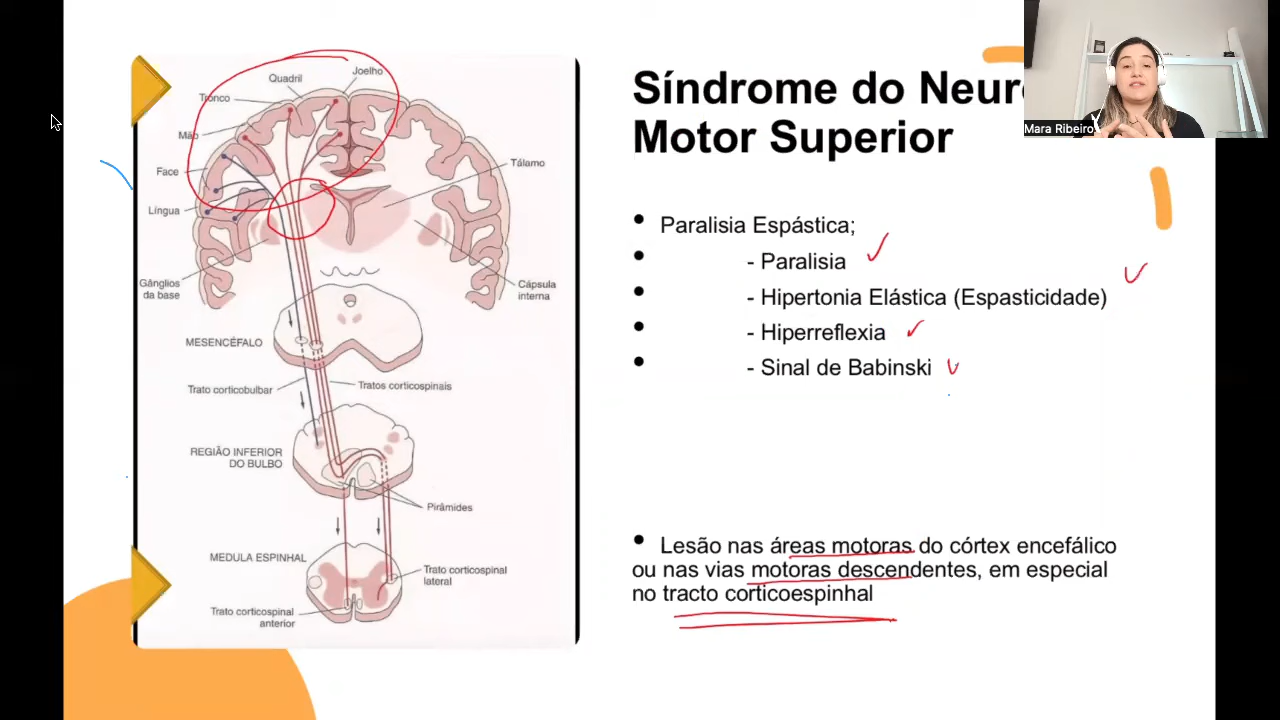 Síndrome do Neur
Motor Superior
Mara Ribeiro
• Paralisia Espástica;
• - Paralisia
• - Hipertonia Elástica (Espasticidade)
• - Hiperreflexia
• - Sinal de Babinski
• Lesão nas áreas motoras do córtex encefálico
ou nas vias motoras descendentes, em especial
no tracto corticoespinhal
Joelho
Quadril
Tronco
Mão
Face
Língua
Tálamo
Gânglios
da base
Cápsula
interna
MESENCÉFALO
Trato corticobulbar
Tratos corticospinais
REGIÃO INFERIOR
DO BULBO
Pirâmides
MEDULA ESPINHAL
Trato corticospinal
lateral
Trato corticospinal
anterior